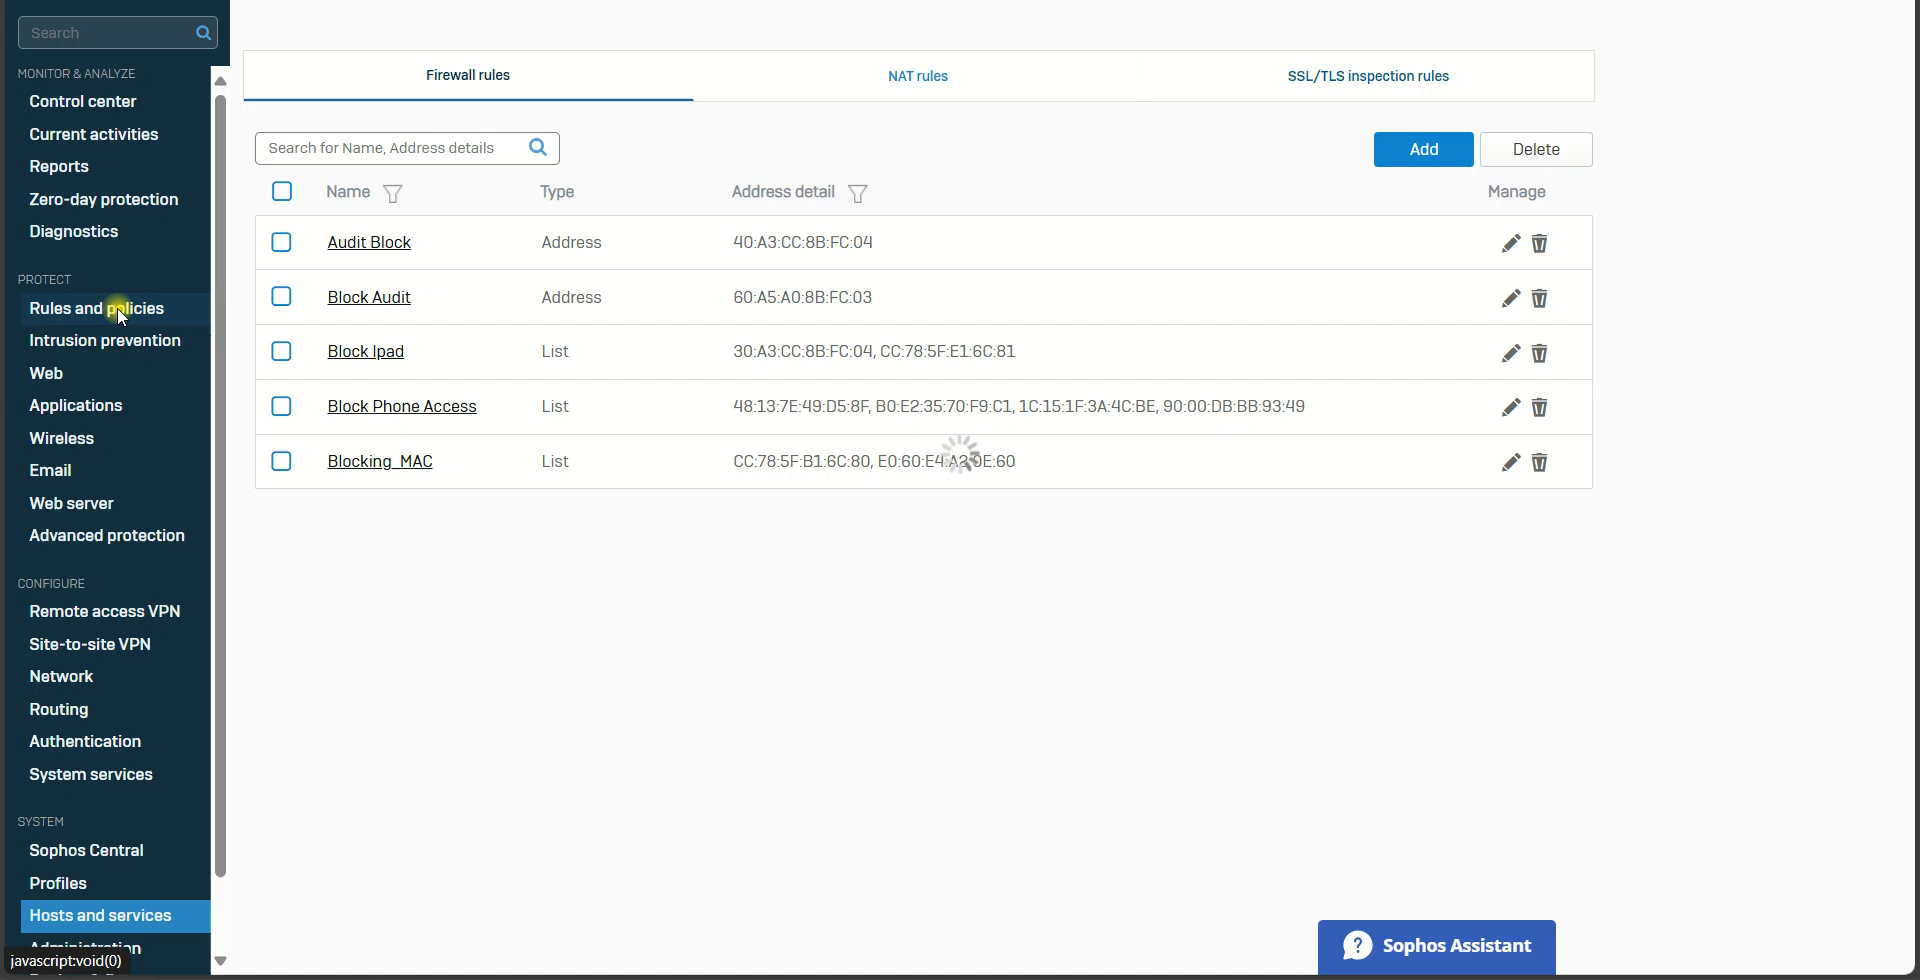 Search
MONITOR & ANALYZE
Control center
Current activities
Reports
Zero-day protection
Diagnostics
PROTECT
Rules and policies
Intrusion prevention
Web
Applications
Wireless
Email
Web server
Advanced protection
CONFIGURE
Remote access VPN
Site-to-site VPN
Network
Routing
Authentication
System services
SYSTEM
Sophos Central
Profiles
Hosts and services
Administration
javascript:void(0)
Firewall rules NAT rules SSL/TLS inspection rules
Search for Name, Address details Add Delete
Name Type Address detail Manage
Audit Block Address 40:A3:CC:8B:FC:04
Block Audit Address 60:A5:A0:8B:FC:03
Block Ipad List 30:A3:CC:8B:FC:04, CC:78:5F:E1:6C:81
Block Phone Access List 48:13:7E:49:D5:8F, B0:E2:35:70:F9:C1, 1C:15:1F:3A:4C:BE, 90:00:DB:BB:93:49
Blocking_MAC List CC:78:5F:B1:6C:80,
? Sophos Assistant